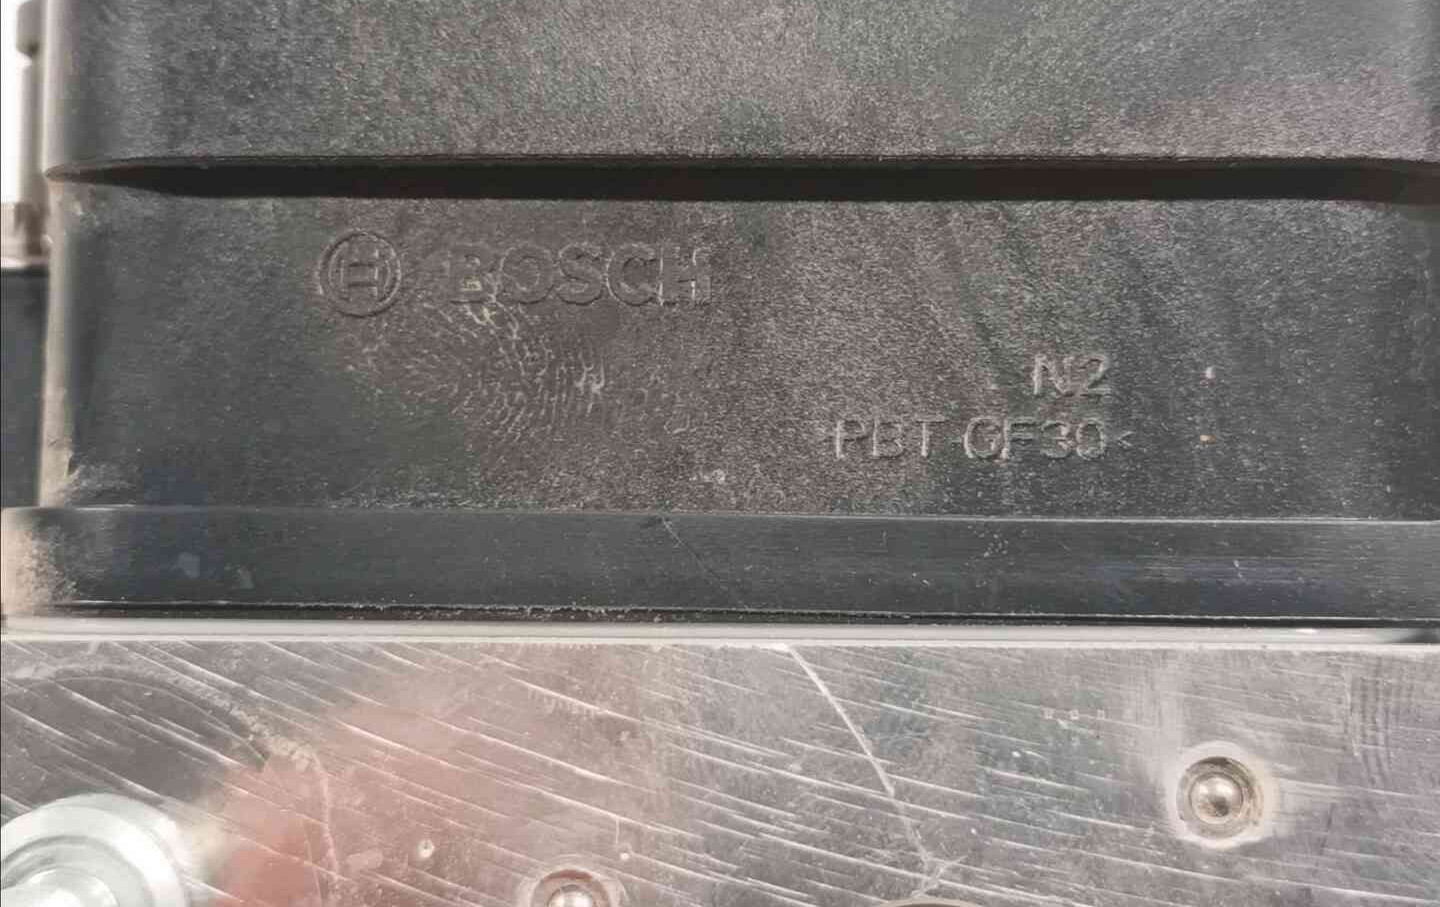 BOSCH
N2
>PBT GF30<